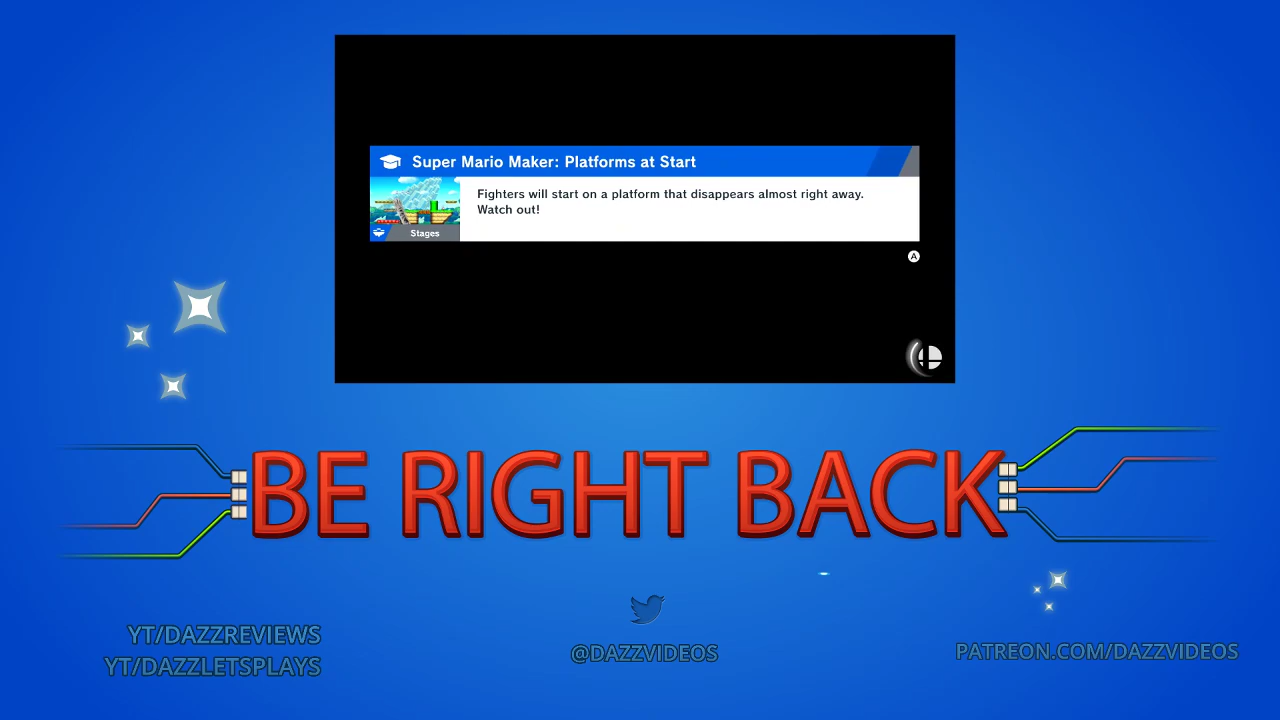 Super Mario Maker: Platforms at Start
Fighters will start on a platform that disappears almost right away.
Watch out!
Stages
A
BE RIGHT BACK
YT/DAZZREVIEWS
YT/DAZZLETSPLAYS
@DAZZVIDEOS
PATREON.COM/DAZZVIDEOS